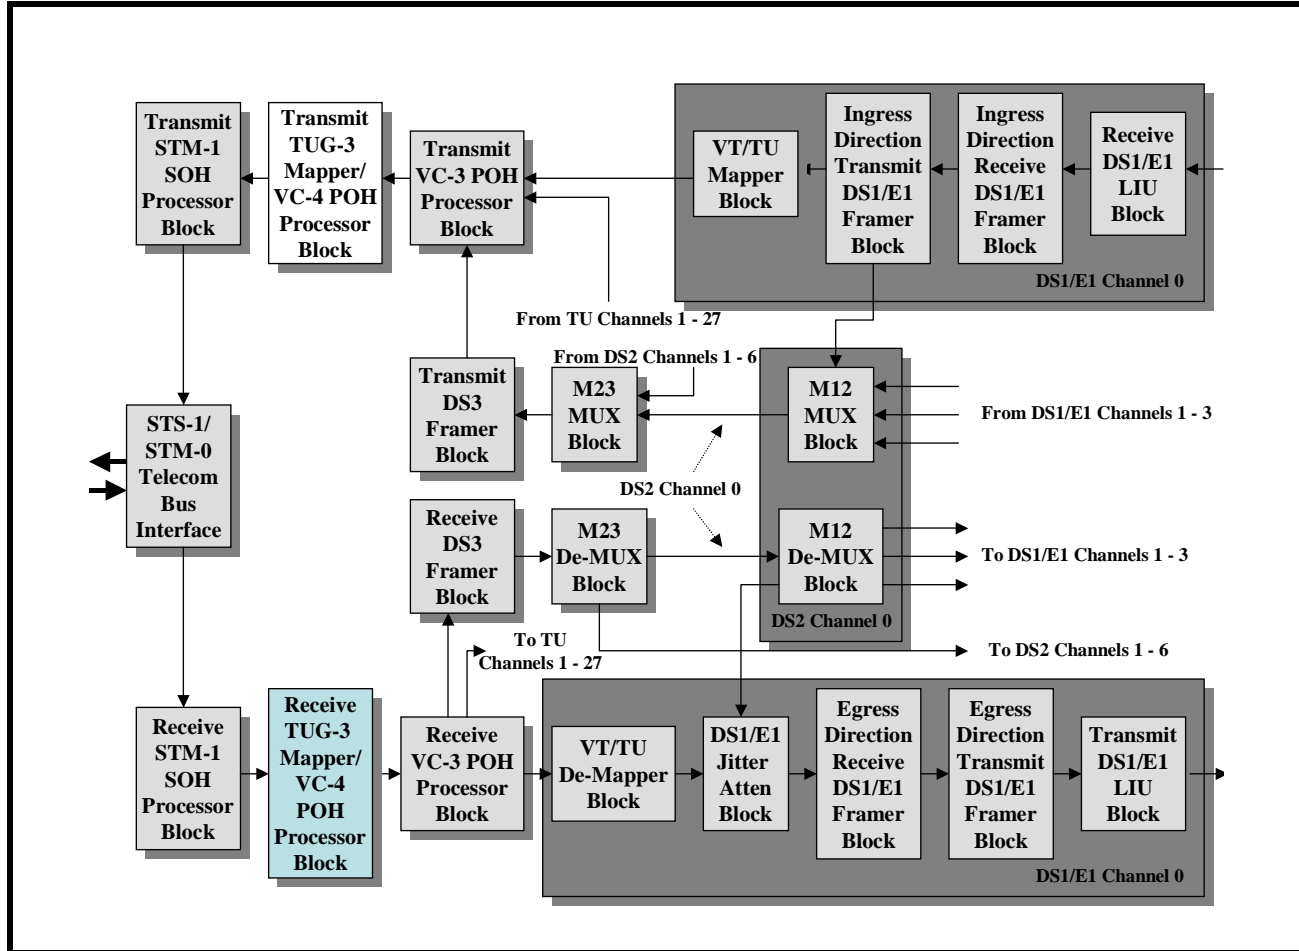 Transmit
STM-1
SOH
Processor
Block
Transmit
TUG-3
Mapper/
VC-4 POH
Processor
Block
Transmit
VC-3 POH
Processor
Block
VT/TU
Mapper
Block
Ingress
Direction
Transmit
DS1/E1
Framer
Block
Ingress
Direction
Receive
DS1/E1
Framer
Block
Receive
DS1/E1
LIU
Block
DS1/E1 Channel 0
From TU Channels 1 - 27
From DS2 Channels 1 - 6
Transmit
DS3
Framer
Block
M23
MUX
Block
M12
MUX
Block
From DS1/E1 Channels 1 - 3
STS-1/
STM-0
Telecom
Bus
Interface
DS2 Channel 0
Receive
DS3
Framer
Block
M23
De-MUX
Block
M12
De-MUX
Block
To DS1/E1 Channels 1 - 3
DS2 Channel 0
To TU
Channels 1 - 27
To DS2 Channels 1 - 6
Receive
STM-1
SOH
Processor
Block
Receive
TUG-3
Mapper/
VC-4
POH
Processor
Block
Receive
VC-3 POH
Processor
Block
VT/TU
De-Mapper
Block
DS1/E1
Jitter
Atten
Block
Egress
Direction
Receive
DS1/E1
Framer
Block
Egress
Direction
Transmit
DS1/E1
Framer
Block
Transmit
DS1/E1
LIU
Block
DS1/E1 Channel 0